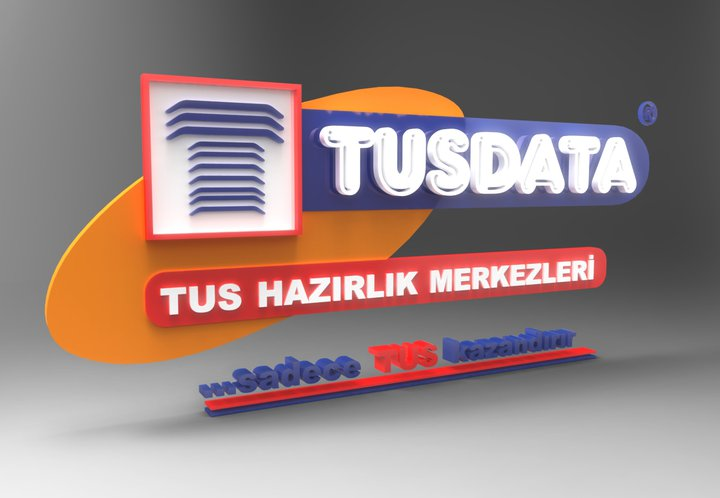 TUSDATA ®
TUS HAZIRLIK MERKEZLERİ
...sadece TUS kazandırır